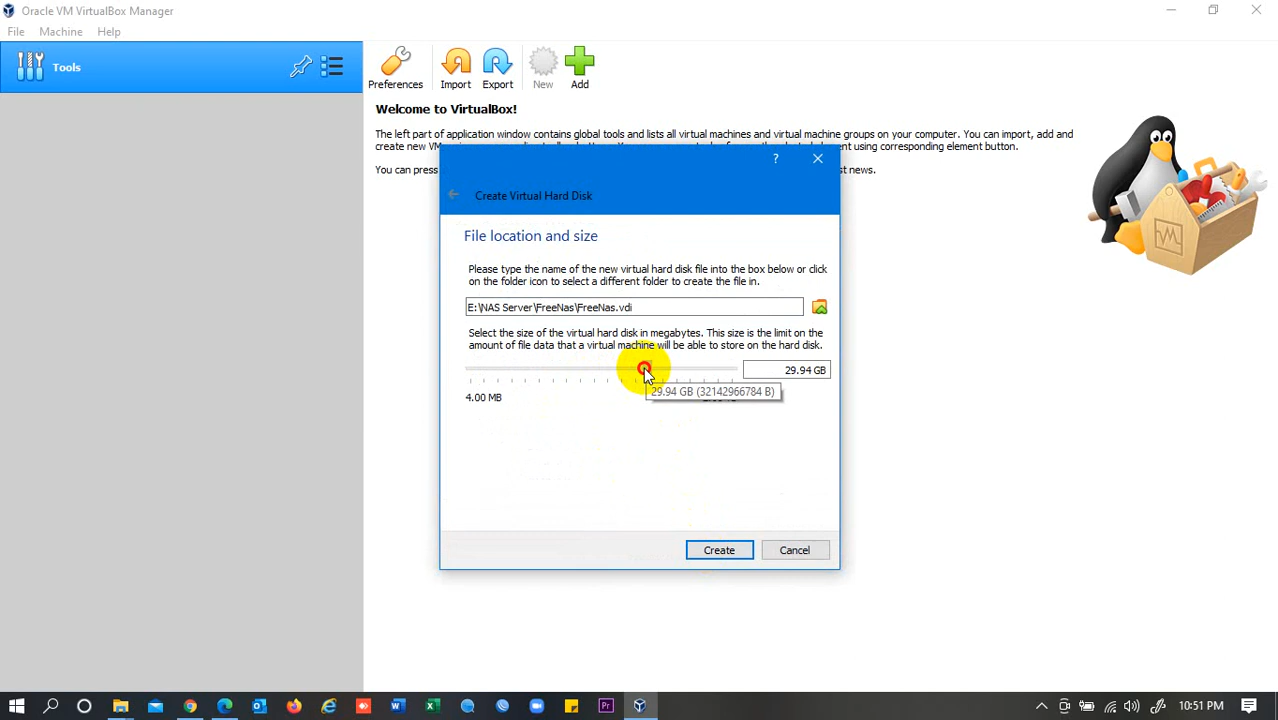 Oracle VM VirtualBox Manager
File Machine Help
Tools
Preferences Import Export New Add
Welcome to VirtualBox!
The left part of application window contains global tools and lists all virtual machines and virtual machine groups on your computer. You can import, add and
create new VM
using corresponding element button.
You can press
st news.
?
Create Virtual Hard Disk
File location and size
Please type the name of the new virtual hard disk file into the box below or click
on the folder icon to select a different folder to create the file in.
E:\NAS Server\FreeNas\FreeNas.vdi
Select the size of the virtual hard disk in megabytes. This size is the limit on the
amount of file data that a virtual machine will be able to store on the hard disk.
29.94 GB
29.94 GB (32142966784 B)
4.00 MB
Create Cancel
10:51 PM